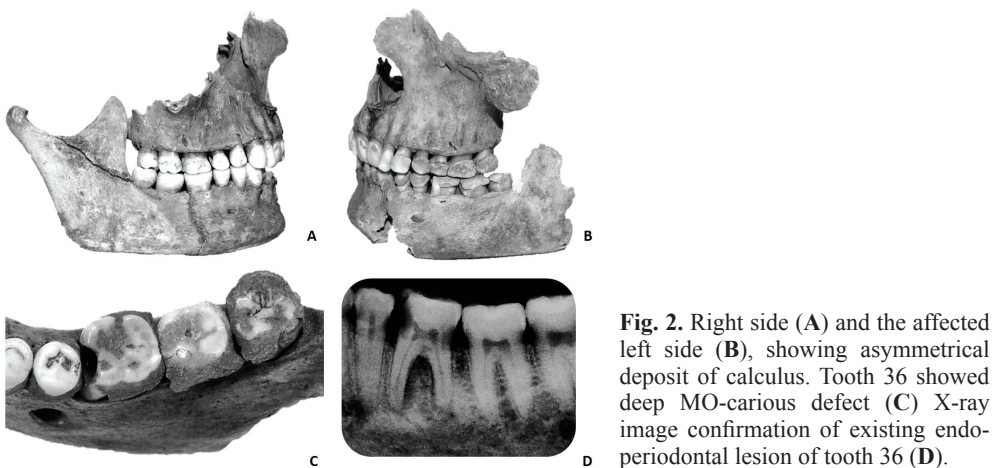 A
B
C
D
Fig. 2. Right side (A) and the affected
left side (B), showing asymmetrical
deposit of calculus. Tooth 36 showed
deep MO-carious defect (C) X-ray
image confirmation of existing endo-
periodontal lesion of tooth 36 (D).